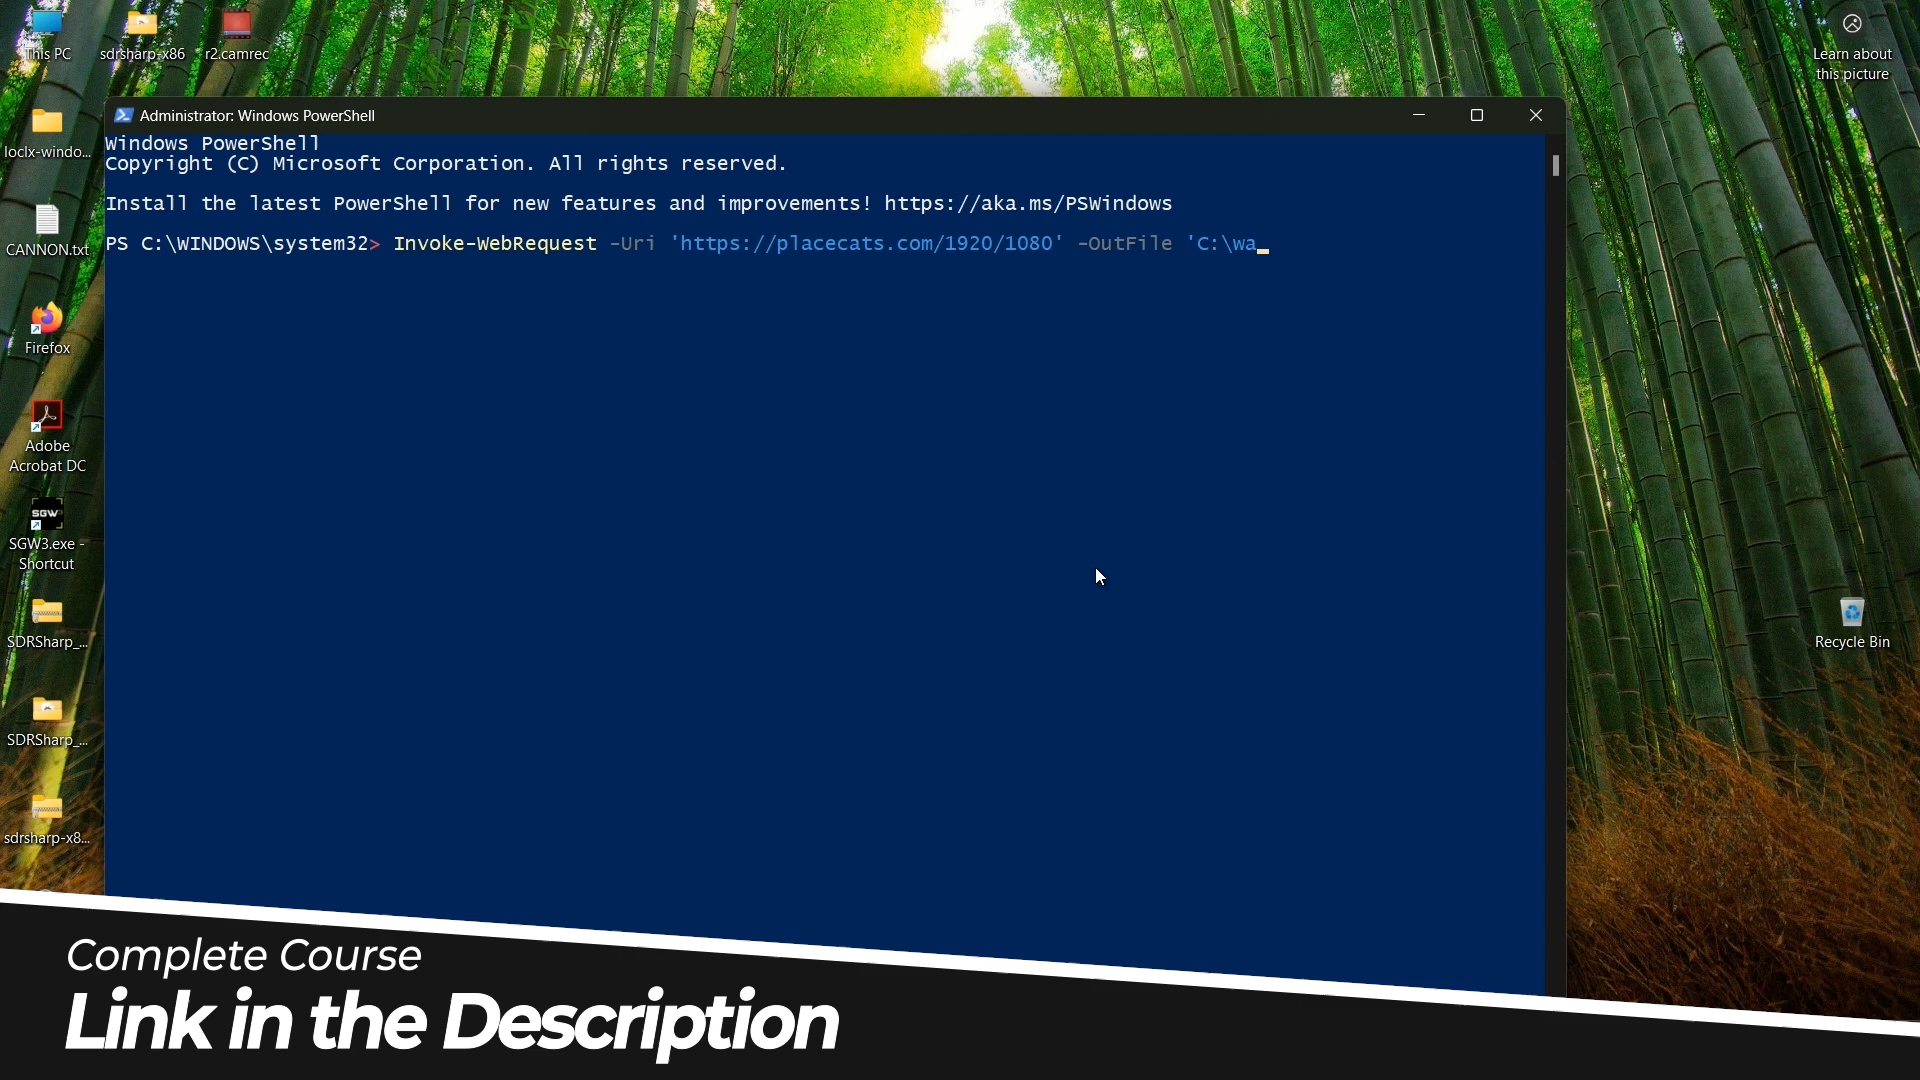 This PC
sdrsharp-x86
r2.camrec
Learn about
this picture
loclx-windo...
Administrator: Windows PowerShell
Windows PowerShell
Copyright (C) Microsoft Corporation. All rights reserved.
Install the latest PowerShell for new features and improvements! https://aka.ms/PSWindows
PS C:\WINDOWS\system32> Invoke-WebRequest -Uri 'https://placecats.com/1920/1080' -OutFile 'C:\wa
CANNON.txt
Firefox
Adobe
Acrobat DC
SGW
SGW3.exe -
Shortcut
SDRSharp_...
SDRSharp_...
sdrsharp-x8...
Recycle Bin
Complete Course
Link in the Description